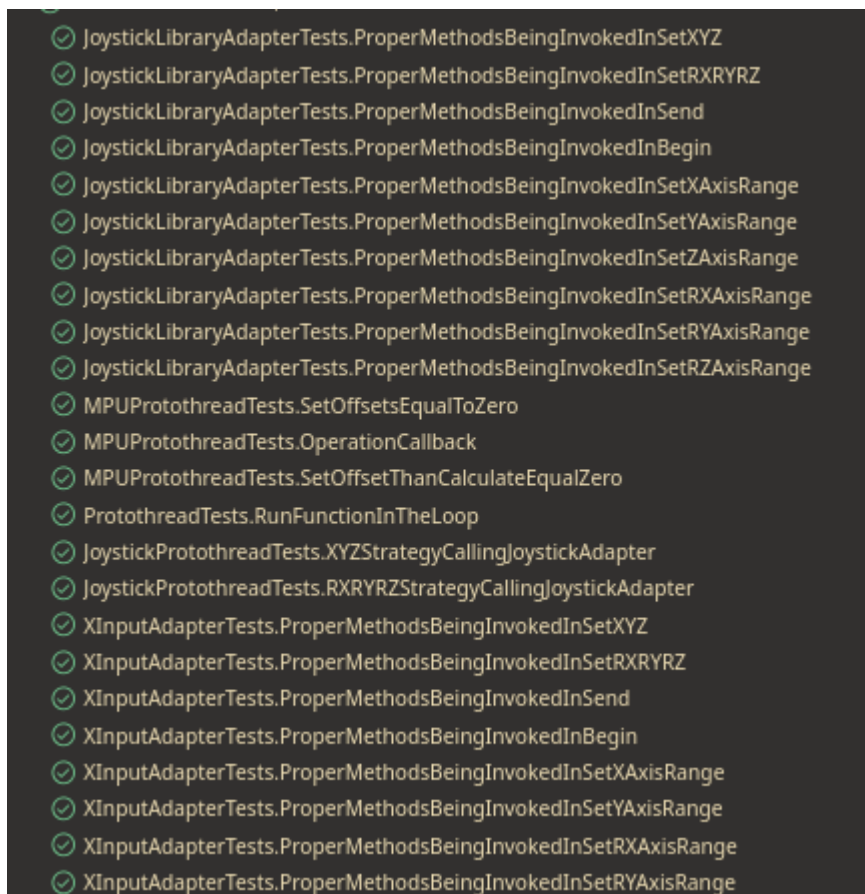 JoystickLibraryAdapterTests.ProperMethodsBeingInvokedInSetXYZ
JoystickLibraryAdapterTests.ProperMethodsBeingInvokedInSetRXRYRZ
JoystickLibraryAdapterTests.ProperMethodsBeingInvokedInSend
JoystickLibraryAdapterTests.ProperMethodsBeingInvokedInBegin
JoystickLibraryAdapterTests.ProperMethodsBeingInvokedInSetXAxisRange
JoystickLibraryAdapterTests.ProperMethodsBeingInvokedInSetYAxisRange
JoystickLibraryAdapterTests.ProperMethodsBeingInvokedInSetZAxisRange
JoystickLibraryAdapterTests.ProperMethodsBeingInvokedInSetRXAxisRange
JoystickLibraryAdapterTests.ProperMethodsBeingInvokedInSetRYAxisRange
JoystickLibraryAdapterTests.ProperMethodsBeingInvokedInSetRZAxisRange
MPUProtothreadTests.SetOffsetsEqualToZero
MPUProtothreadTests.OperationCallback
MPUProtothreadTests.SetOffsetThanCalculateEqualZero
ProtothreadTests.RunFunctionInTheLoop
JoystickProtothreadTests.XYZStrategyCallingJoystickAdapter
JoystickProtothreadTests.RXRYRZStrategyCallingJoystickAdapter
XInputAdapterTests.ProperMethodsBeingInvokedInSetXYZ
XInputAdapterTests.ProperMethodsBeingInvokedInSetRXRYRZ
XInputAdapterTests.ProperMethodsBeingInvokedInSend
XInputAdapterTests.ProperMethodsBeingInvokedInBegin
XInputAdapterTests.ProperMethodsBeingInvokedInSetXAxisRange
XInputAdapterTests.ProperMethodsBeingInvokedInSetYAxisRange
XInputAdapterTests.ProperMethodsBeingInvokedInSetRXAxisRange
XInputAdapterTests.ProperMethodsBeingInvokedInSetRYAxisRange